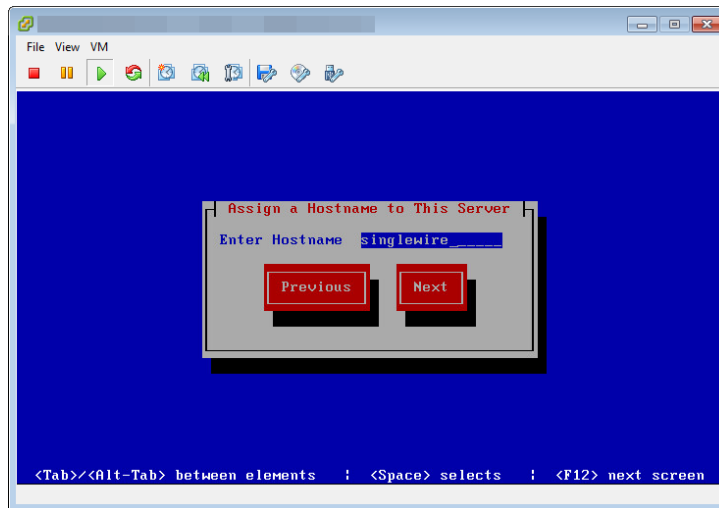 File View VM
Assign a Hostname to This Server
Enter Hostname singlewire______
Previous Next
<Tab>/<Alt-Tab> between elements ¦ <Space> selects ¦ <F12> next screen